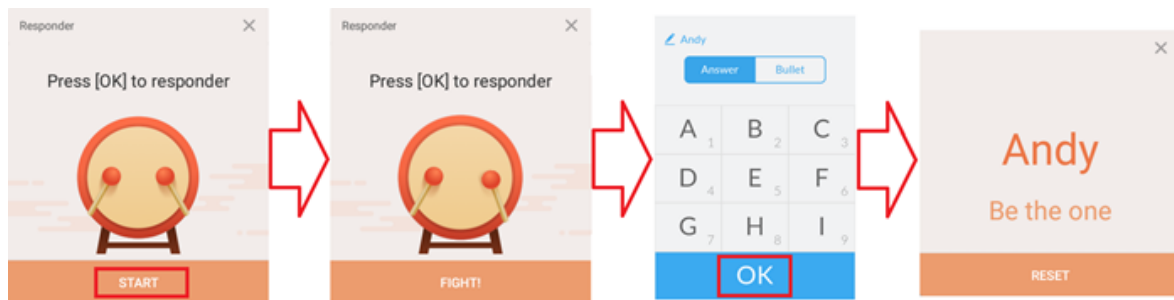 Responder
Press [OK] to responder
START
Responder
Press [OK] to responder
FIGHT!
Andy
Answer Bullet
A 1 B 2 C 3
D 4 E 5 F 6
G 7 H 8 I 9
OK
Andy
Be the one
RESET